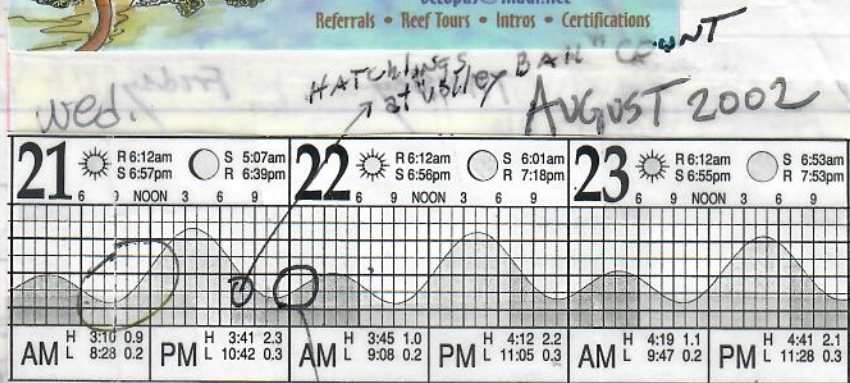 Referrals • Reef Tours • Intros • Certifications
HATCHLINGS
at "volley BALL" COUNT
Wed.
AUGUST 2002
21 R 6:12am S 6:57pm S 5:07am R 6:39pm
22 R 6:12am S 6:56pm S 6:01am R 7:18pm
23 R 6:12am S 6:55pm S 6:53am R 7:53pm
6 9 NOON 3 6 9 6 9 NOON 3 6 9 6 9 NOON 3 6 9
AM H 3:10 0.9 L 8:28 0.2 PM H 3:41 2.3 L 10:42 0.3
AM H 3:45 1.0 L 9:08 0.2 PM H 4:12 2.2 L 11:05 0.3
AM H 4:19 1.1 L 9:47 0.2 PM H 4:41 2.1 L 11:28 0.3